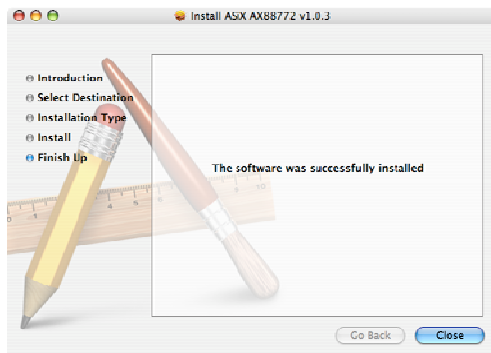 Install ASiX AX88772 v1.0.3
Introduction
Select Destination
Installation Type
Install
Finish Up
The software was successfully installed
10
Go Back
Close